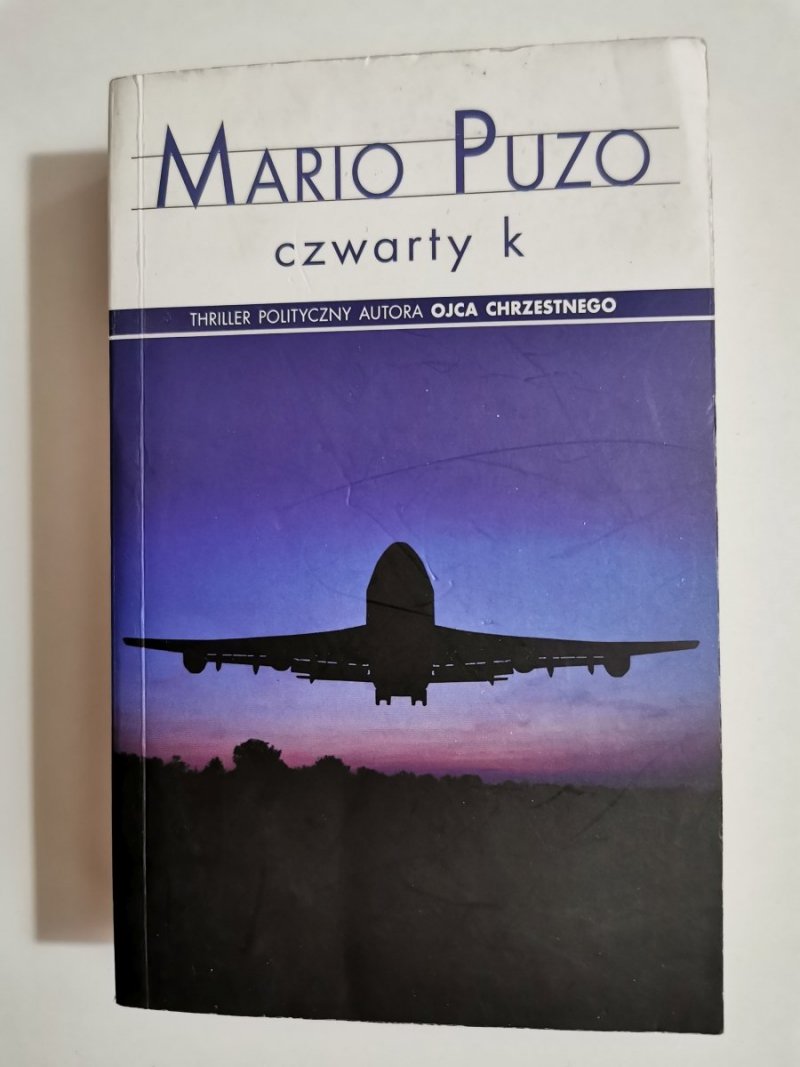 MARIO PUZO
czwarty k
THRILLER POLITYCZNY AUTORA OJCA CHRZESTNEGO